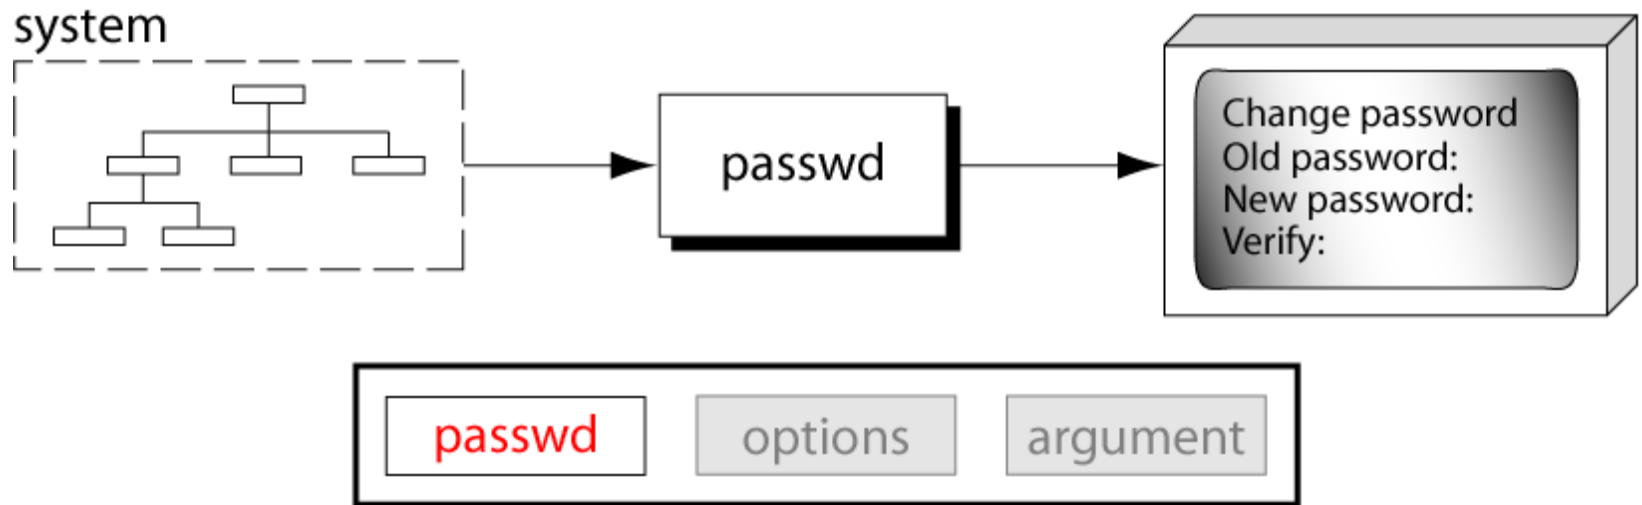 system
passwd
Change password
Old password:
New password:
Verify:
passwd
options
argument